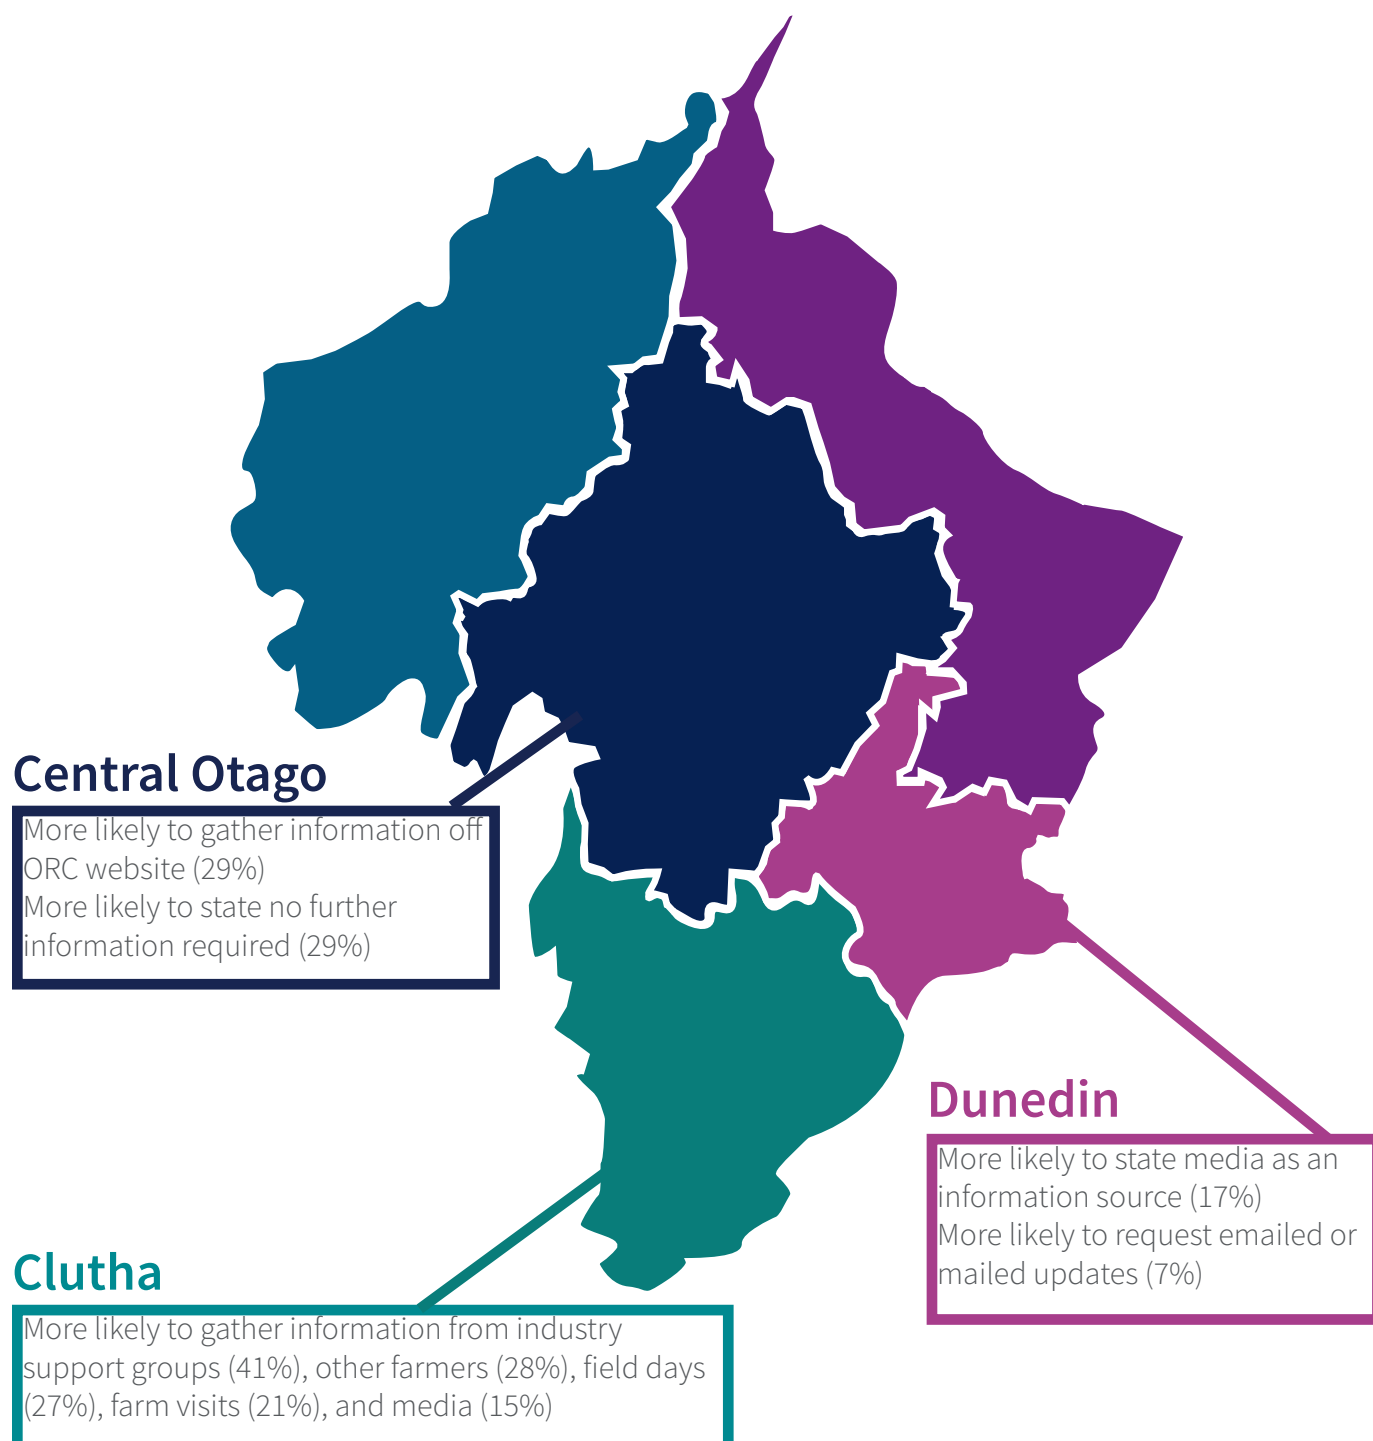 Central Otago
More likely to gather information off
ORC website (29%)
More likely to state no further
information required (29%)
Dunedin
More likely to state media as an
information source (17%)
More likely to request emailed or
mailed updates (7%)
Clutha
More likely to gather information from industry
support groups (41%), other farmers (28%), field days
(27%), farm visits (21%), and media (15%)